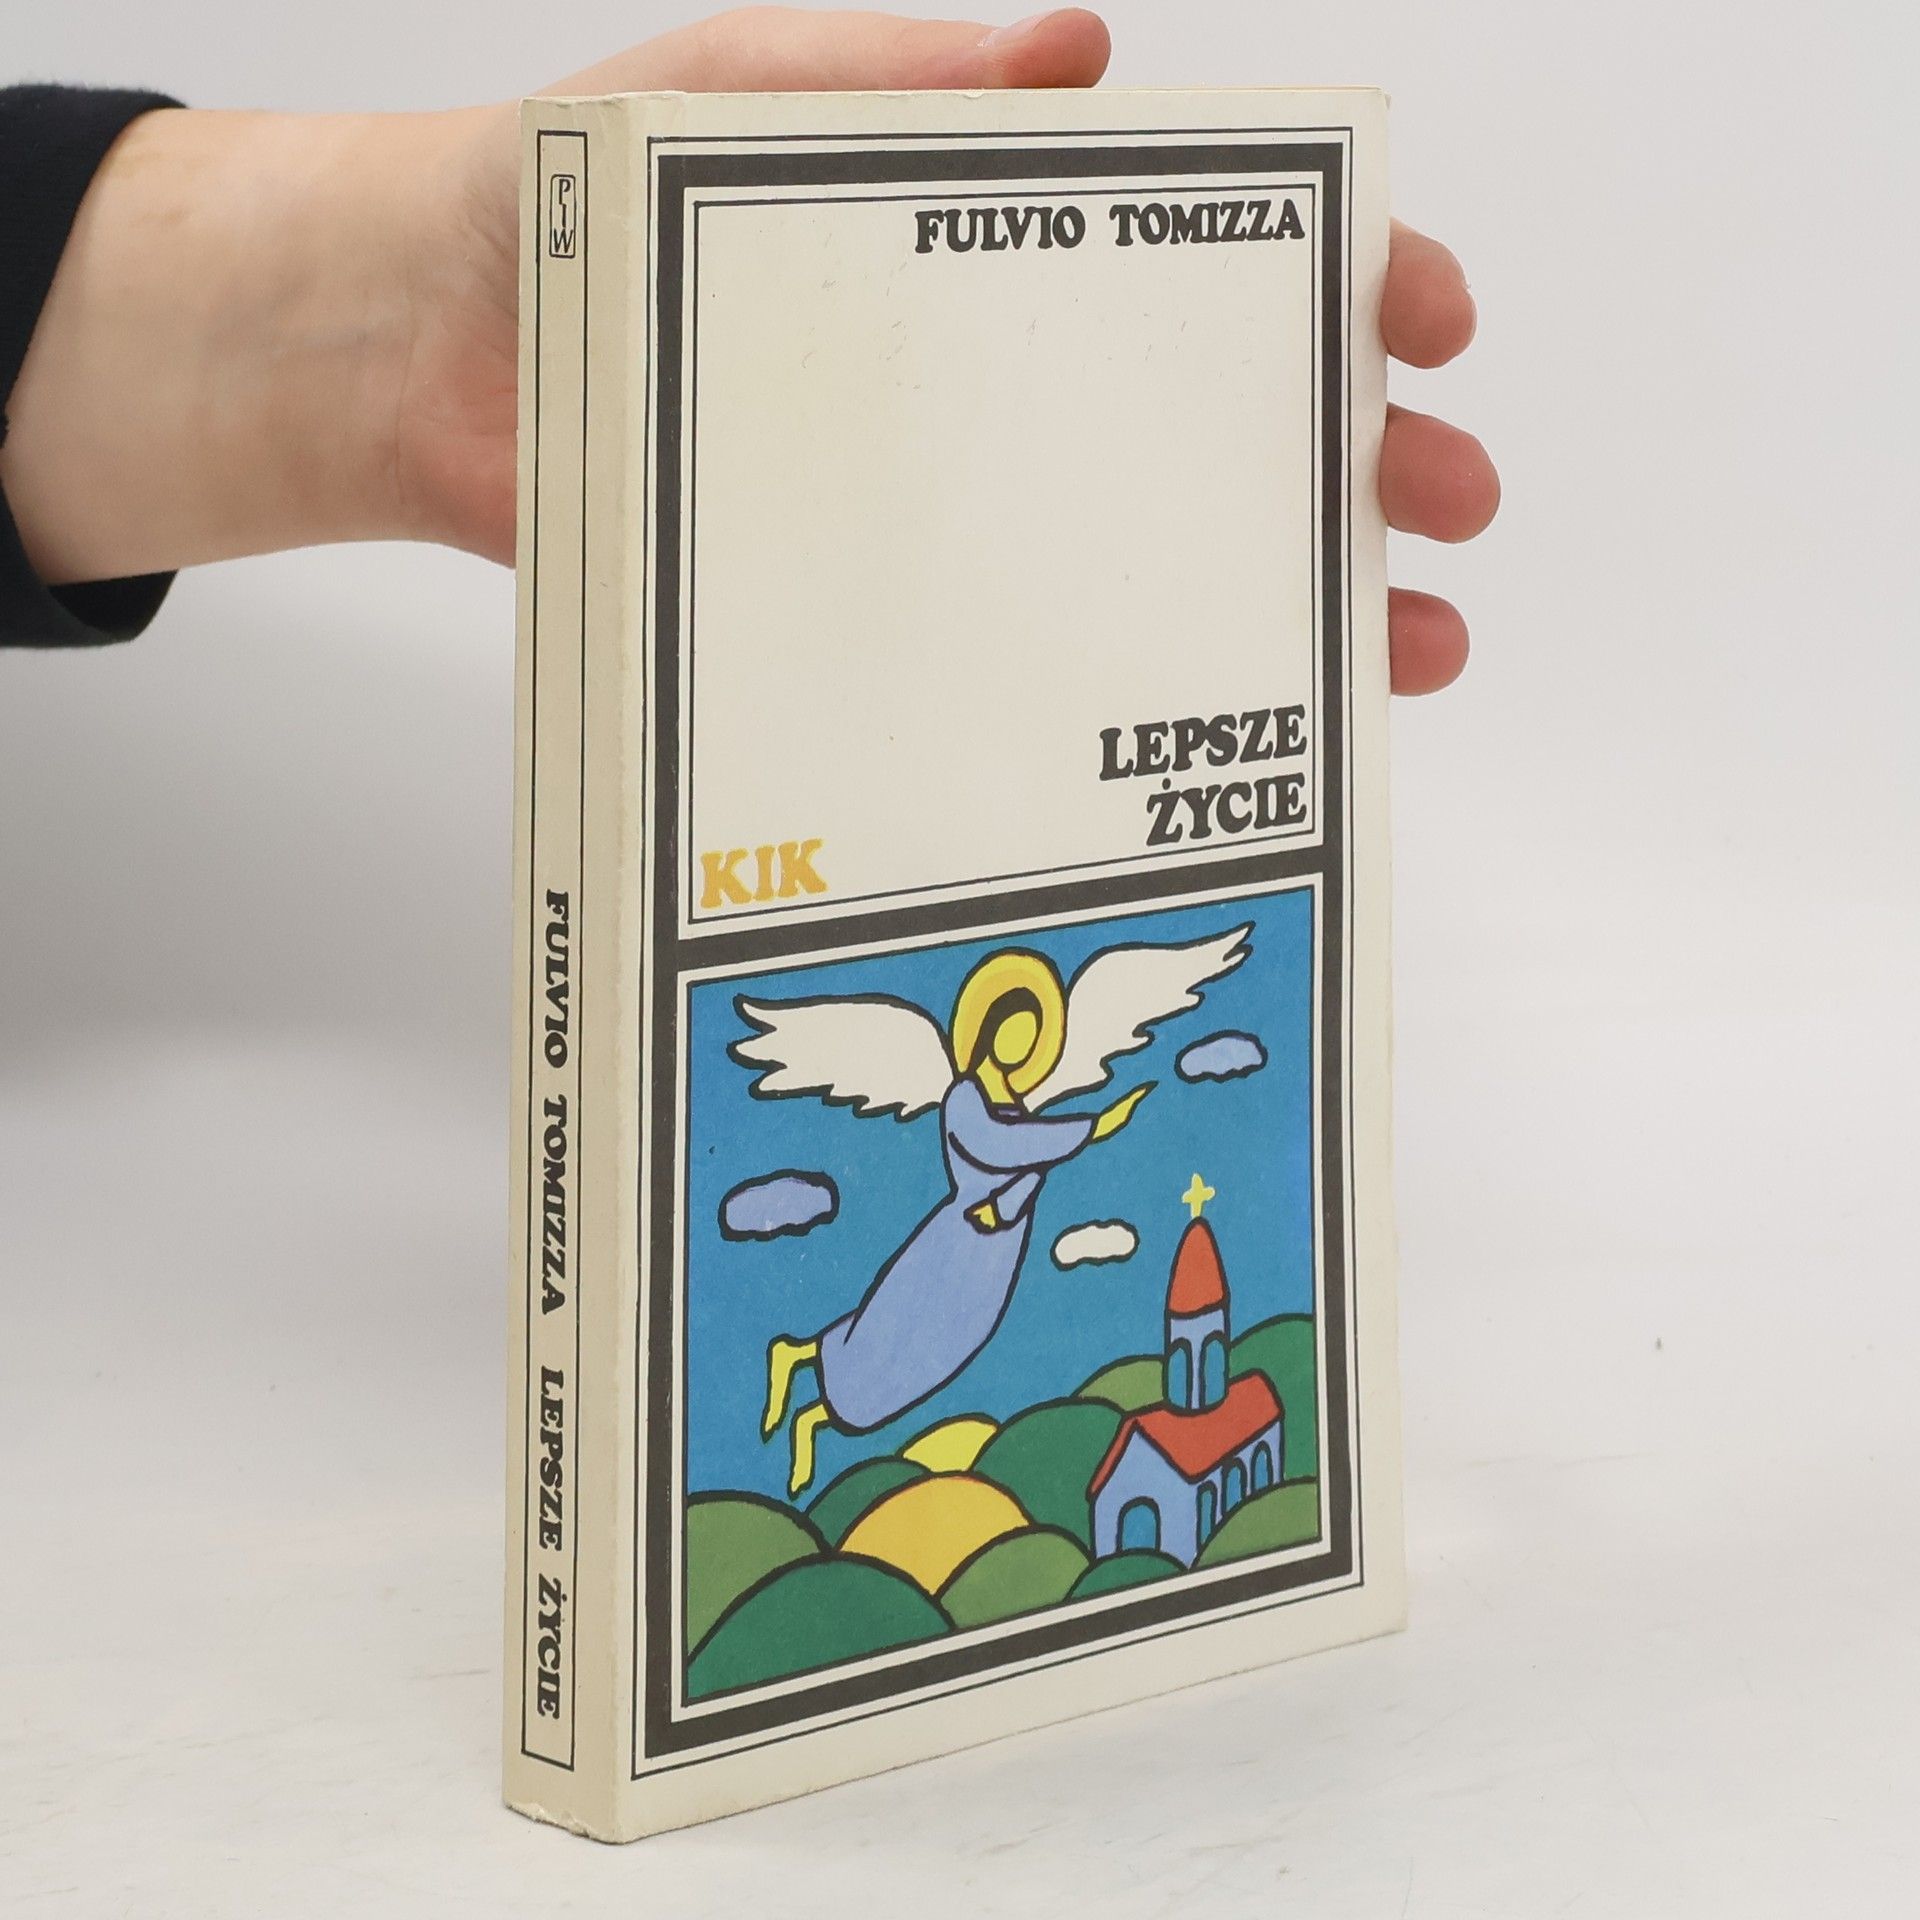 FULVIO TOMIZZA
LEPSZE
ŻYCIE
KIK
PIW
FULVIO TOMIZZA LEPSZE ŻYCIE